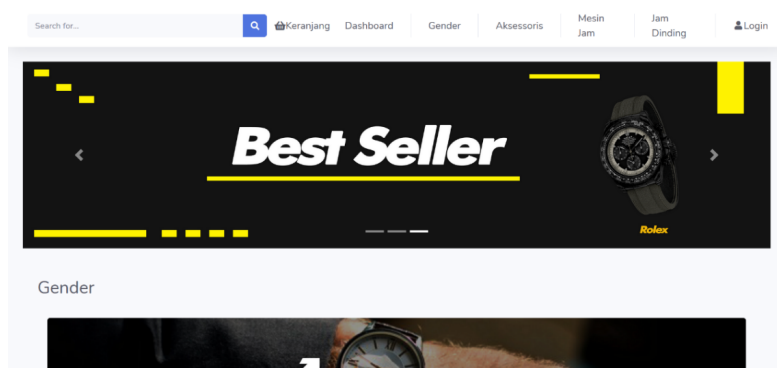 Search for...
Keranjang
Dashboard
Gender
Aksessoris
Mesin
Jam
Jam
Dinding
Login
Best Seller
Rolex
Gender